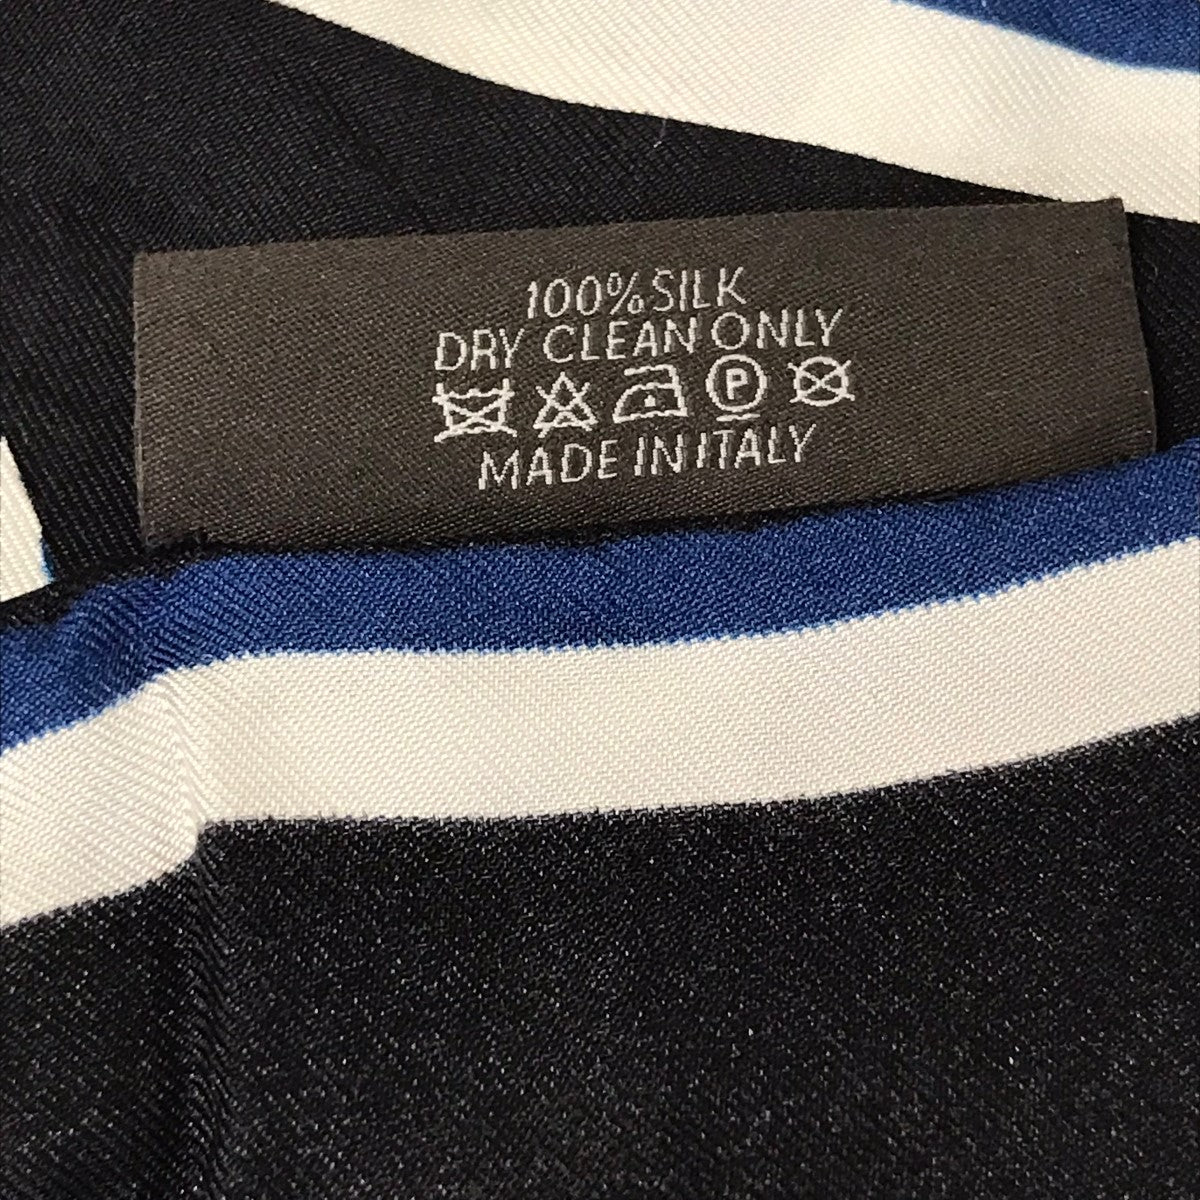 100% SILK
DRY CLEAN ONLY
P
MADE IN ITALY